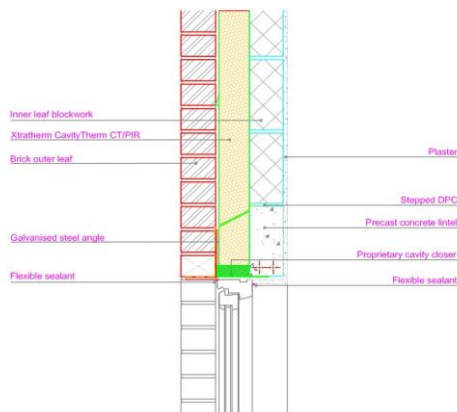 Inner leaf blockwork
Xtratherm CavityTherm CT/PIR
Brick outer leaf
Galvanised steel angle
Flexible sealant
Plaster
Stepped DPC
Precast concrete lintel
Proprietary cavity closer
Flexible sealant